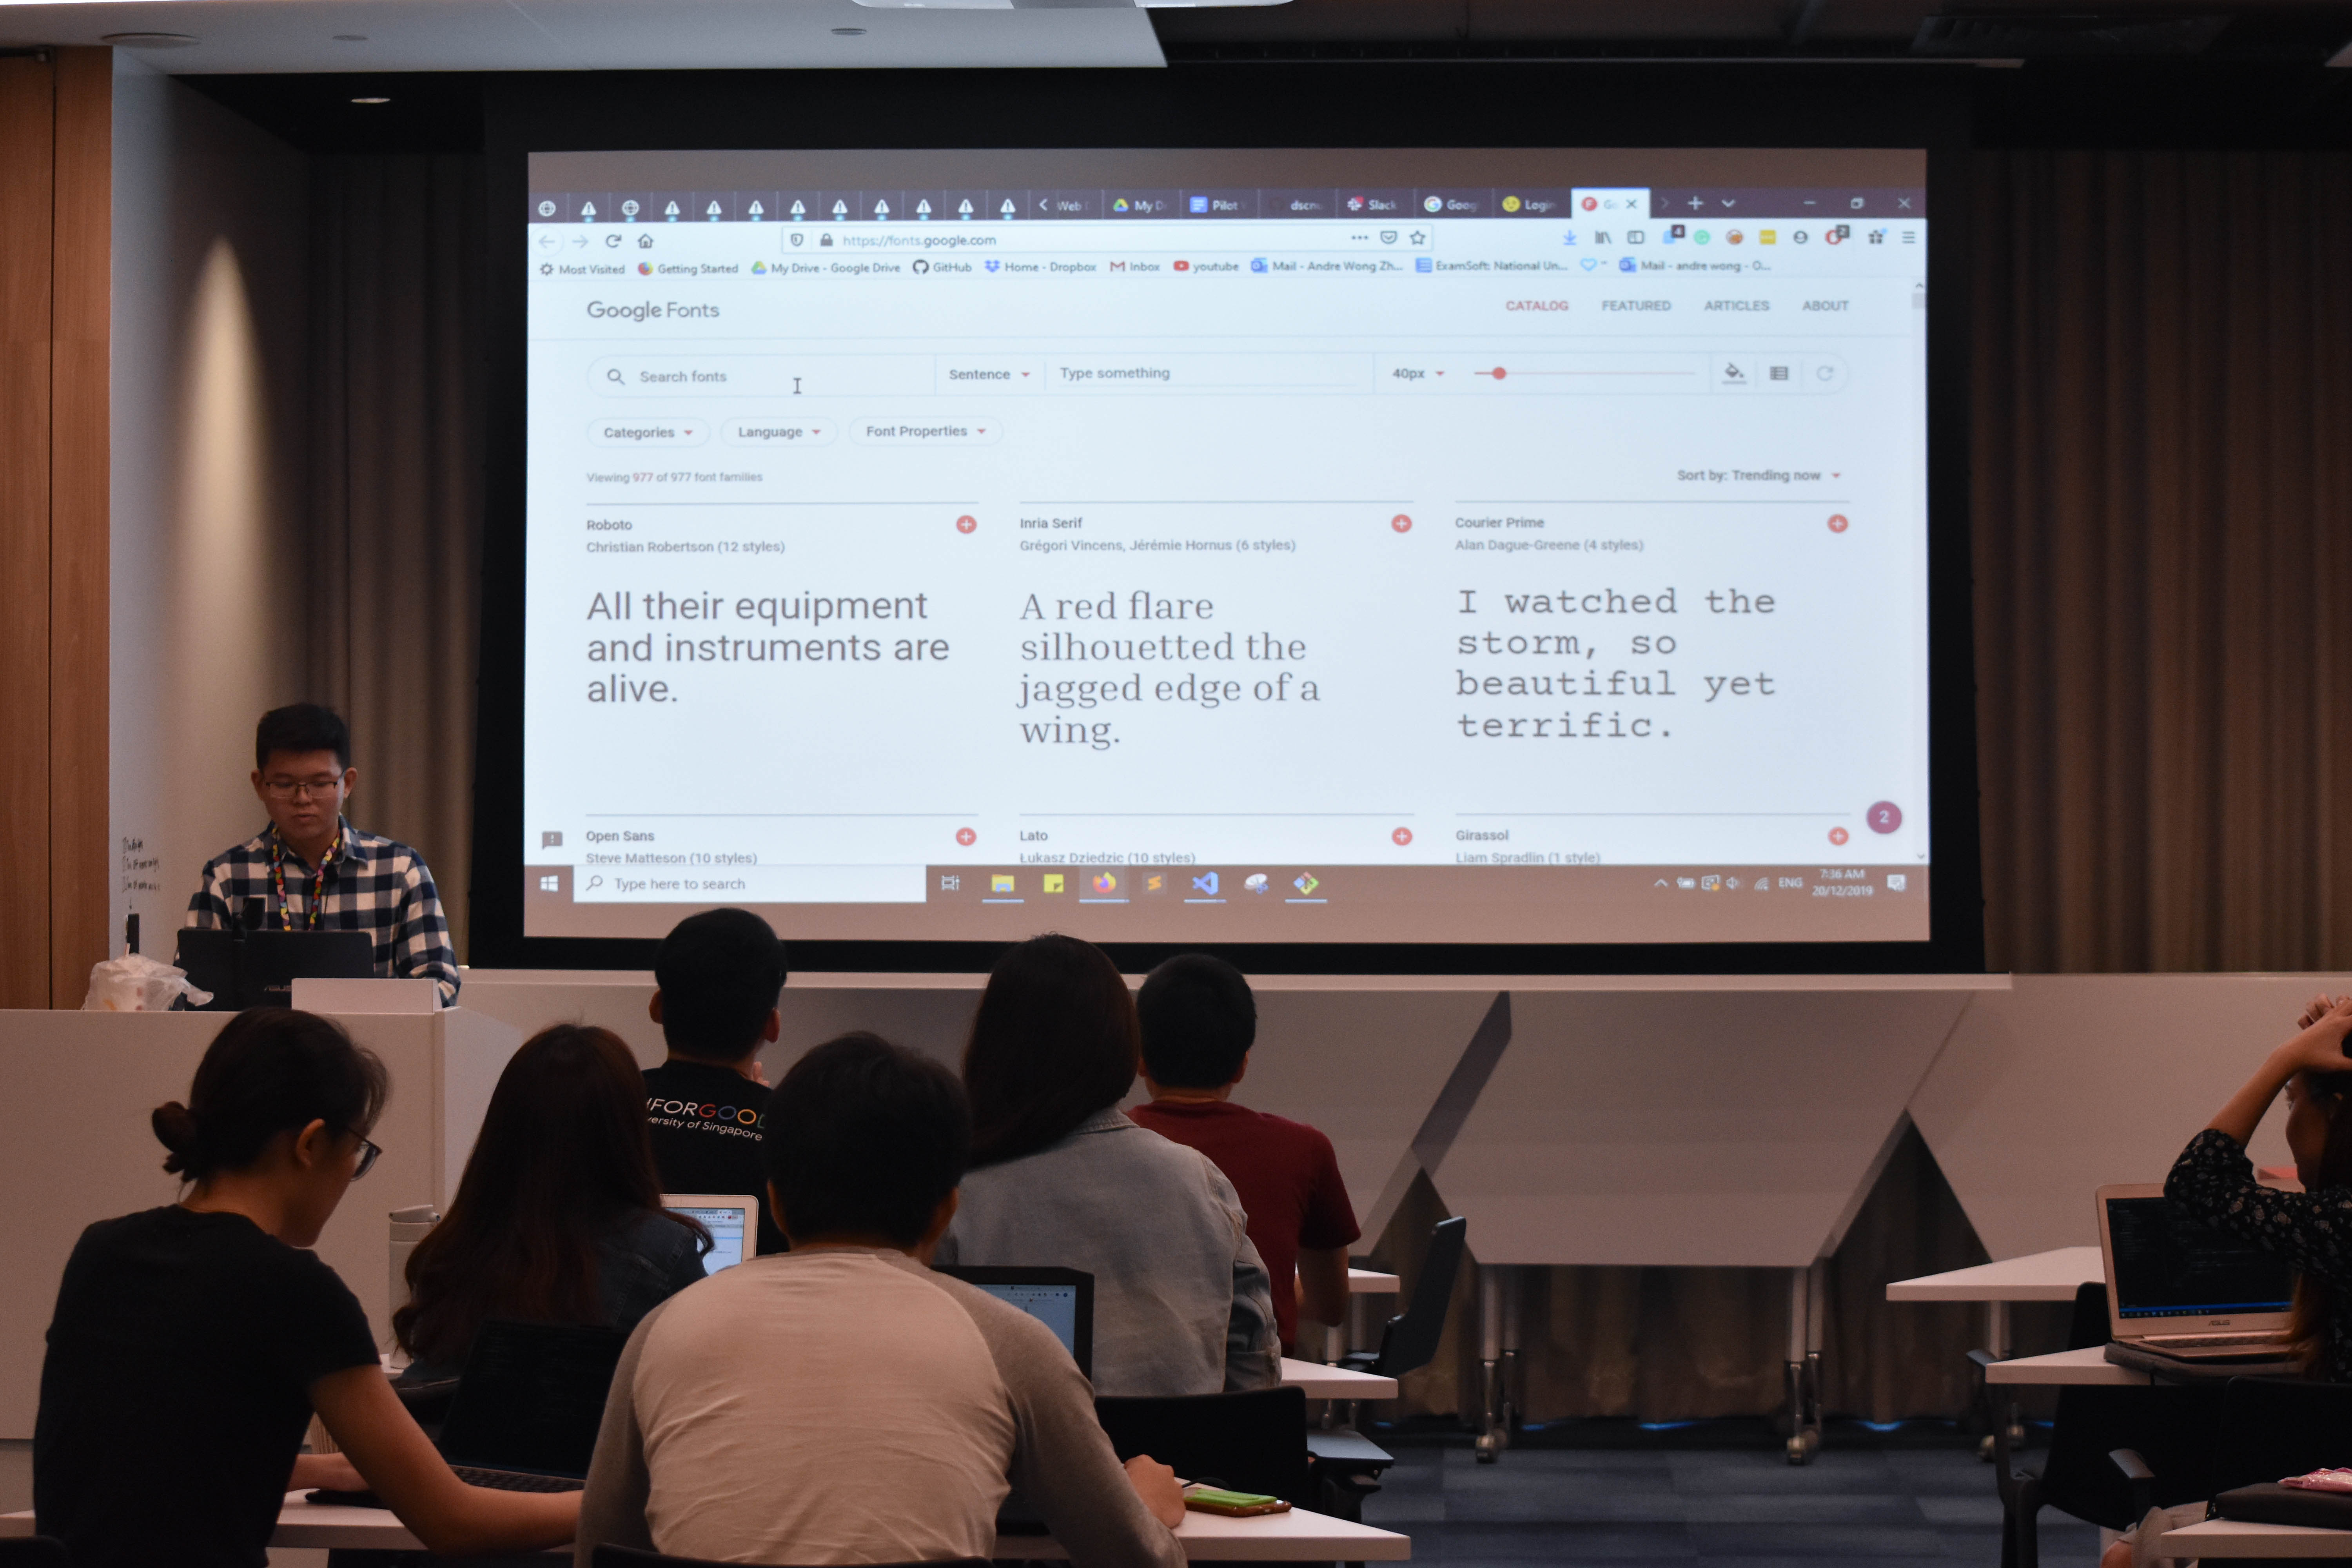 Web
My D
Pilot
dscn
Slack
Goog
Login
G
https://fonts.google.com
4
2
Most Visited
Getting Started
My Drive - Google Drive
GitHub
Home - Dropbox
Inbox
youtube
Mail - Andre Wong Zh...
ExamSoft: National Un...
Mail - andre wong - O...
Google Fonts
CATALOG
FEATURED
ARTICLES
ABOUT
Search fonts
Sentence
Type something
40px
Categories
Language
Font Properties
Viewing 977 of 977 font families
Sort by: Trending now
Roboto
Christian Robertson (12 styles)
All their equipment
and instruments are
alive.
Inria Serif
Grégori Vincens, Jérémie Hornus (6 styles)
A red flare
silhouetted the
jagged edge of a
wing.
Courier Prime
Alan Dague-Greene (4 styles)
I watched the
storm, so
beautiful yet
terrific.
2
Open Sans
Steve Matteson (10 styles)
Lato
Łukasz Dziedzic (10 styles)
Girassol
Liam Spradlin (1 style)
Type here to search
ENG
7:36 AM
20/12/2019
ASUS
FORGOOD
versity of Singapore
ASUS